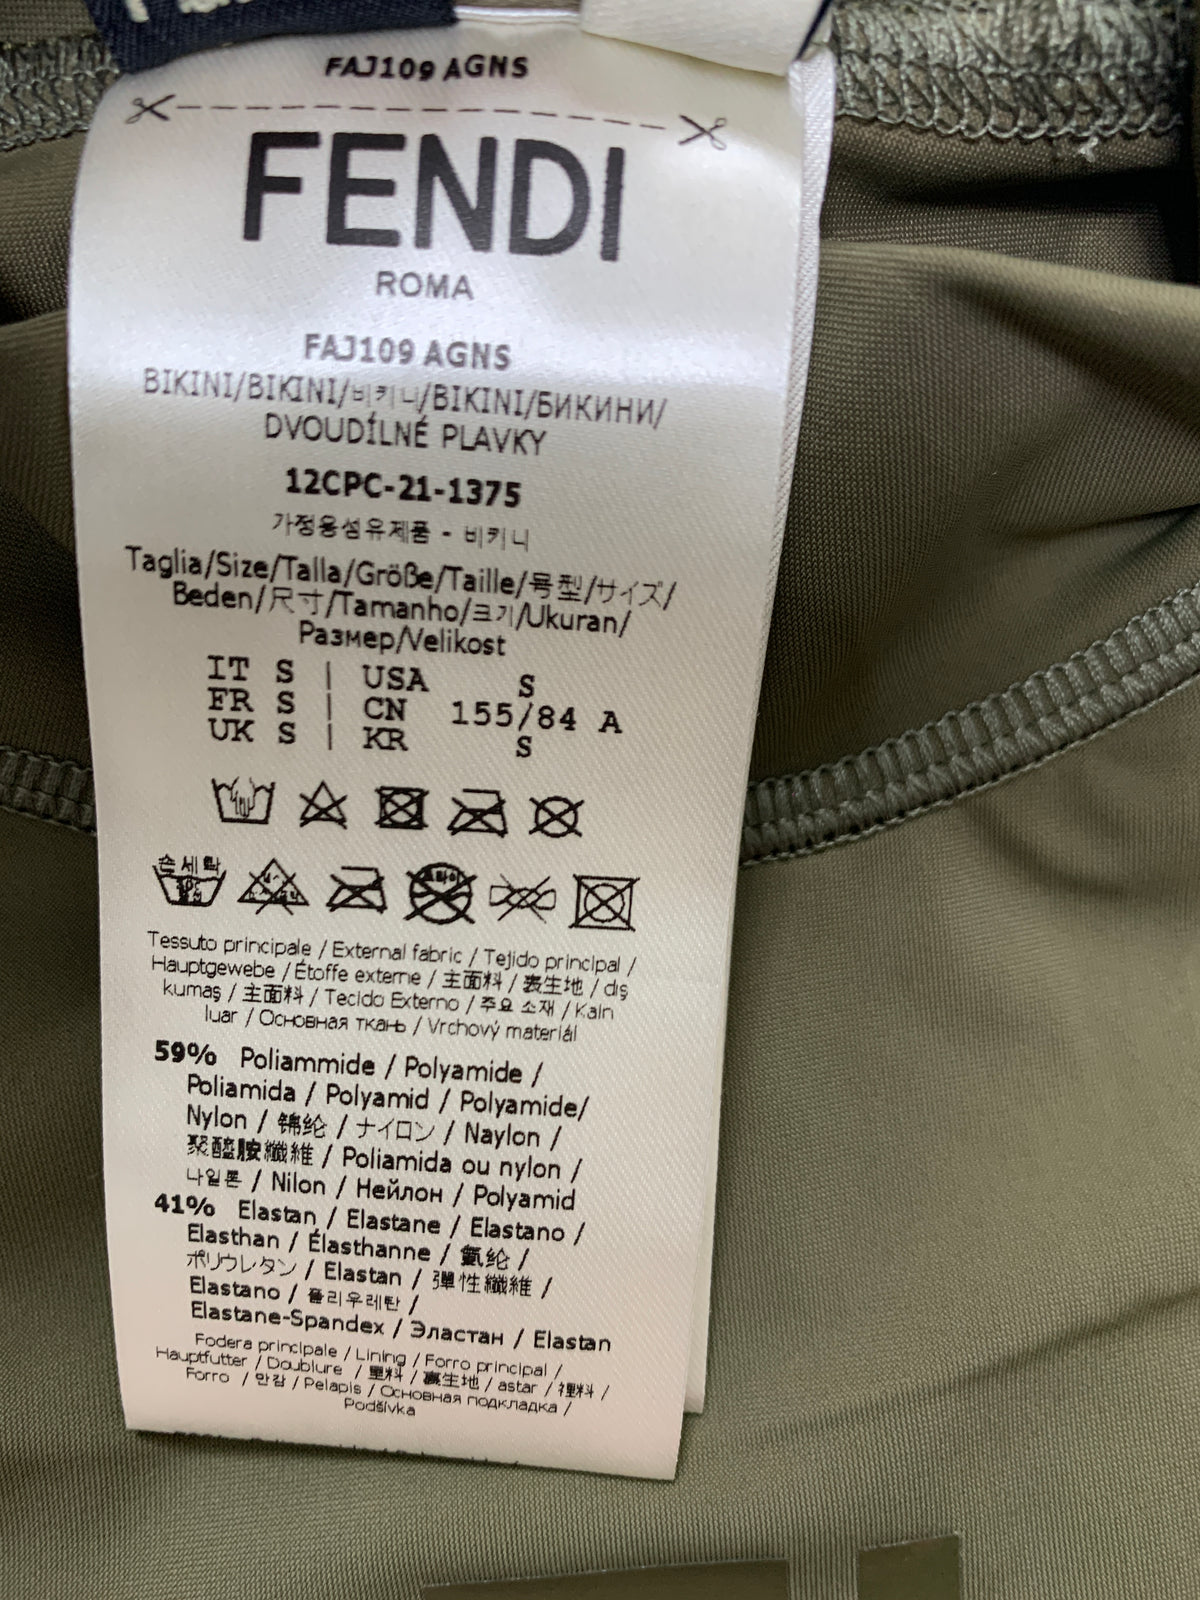 FAJ109 AGNS
FENDI
ROMA
FAJ109 AGNS
BIKINI/BIKINI/비키니/BIKINI/БИКИНИ/
DVOUDÍLNÉ PLAVKY
12CPC-21-1375
가정용섬유제품 - 비키니
Taglia/Size/Talla/Größe/Taille/号型/サイズ/
Beden/尺寸/Tamanho/크기/Ukuran/
Размер/Velikost
IT S | USA S
FR S | CN 155/84 A
UK S | KR S
손세탁
드라이
Tessuto principale / External fabric / Tejido principal /
Hauptgewebe / Étoffe externe / 主面料 / 表生地 / dış
kumaş / 主面料 / Tecido Externo / 주요 소재 / Kain
luar / Основная ткань / Vrchový materiál
59% Poliammide / Polyamide /
Poliamida / Polyamid / Polyamide/
Nylon / 锦纶 / ナイロン / Naylon /
聚醯胺纖維 / Poliamida ou nylon /
나일론 / Nilon / Нейлон / Polyamid
41% Elastan / Elastane / Elastano /
Elasthan / Élasthanne / 氨纶 /
ポリウレタン / Elastan / 彈性纖維 /
Elastano / 폴리우레탄 /
Elastane-Spandex / Эластан / Elastan
Fodera principale / Lining / Forro principal /
Hauptfutter / Doublure / 里料 / 裏生地 / astar / 裡料 /
Forro / 안감 / Pelapis / Основная подкладка /
Podšívka